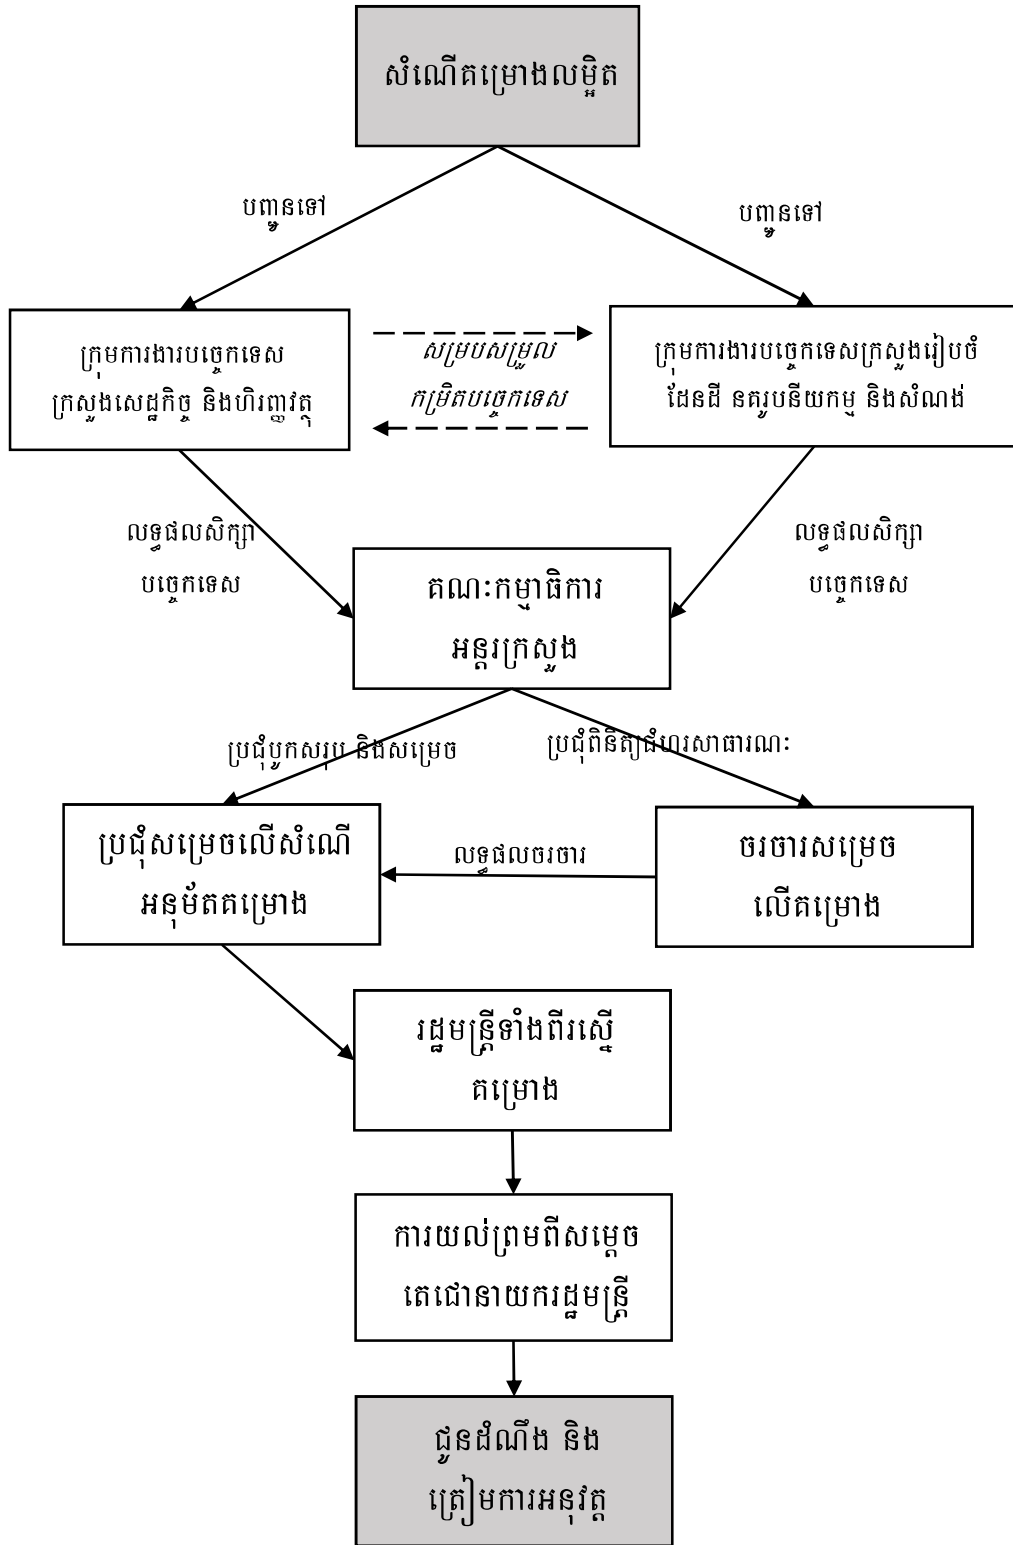 សំណើគម្រោងលម្អិត
បញ្ជូនទៅ
បញ្ជូនទៅ
ក្រុមការងារបច្ចេកទេស
ក្រសួងសេដ្ឋកិច្ច និងហិរញ្ញវត្ថុ
សម្របសម្រួល
កម្រិតបច្ចេកទេស
ក្រុមការងារបច្ចេកទេសក្រសួងរៀបចំ
ដែនដី នគរូបនីយកម្ម និងសំណង់
លទ្ធផលសិក្សា
បច្ចេកទេស
លទ្ធផលសិក្សា
បច្ចេកទេស
គណៈកម្មាធិការ
អន្តរក្រសួង
ប្រជុំបូកសរុប និងសម្រេច
ប្រជុំពិនិត្យជំហរសាធារណៈ
ប្រជុំសម្រេចលើសំណើ
អនុម័តគម្រោង
លទ្ធផលចរចារ
ចរចារសម្រេច
លើគម្រោង
រដ្ឋមន្ត្រីទាំងពីរស្នើ
គម្រោង
ការយល់ព្រមពីសម្តេច
តេជោនាយករដ្ឋមន្ត្រី
ជូនដំណឹង និង
ត្រៀមការអនុវត្ត